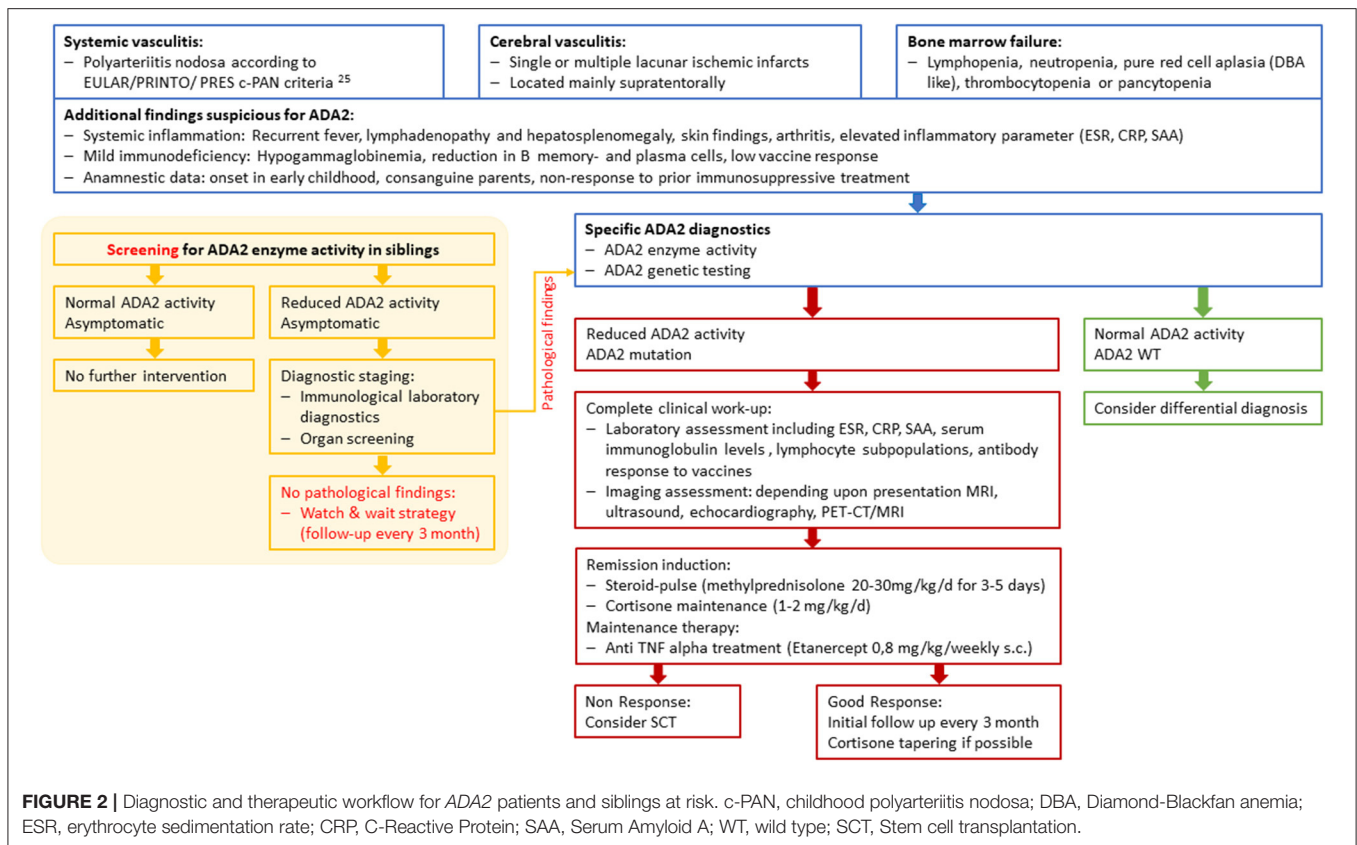 Systemic vasculitis:
– Polyarteriitis nodosa according to
EULAR/PRINTO/ PRES c-PAN criteria 25
Cerebral vasculitis:
– Single or multiple lacunar ischemic infarcts
– Located mainly supratentorally
Bone marrow failure:
– Lymphopenia, neutropenia, pure red cell aplasia (DBA
like), thrombocytopenia or pancytopenia
Additional findings suspicious for ADA2:
– Systemic inflammation: Recurrent fever, lymphadenopathy and hepatosplenomegaly, skin findings, arthritis, elevated inflammatory parameter (ESR, CRP, SAA)
– Mild immunodeficiency: Hypogammaglobinemia, reduction in B memory- and plasma cells, low vaccine response
– Anamnestic data: onset in early childhood, consanguine parents, non-response to prior immunosuppressive treatment
Screening for ADA2 enzyme activity in siblings
Normal ADA2 activity
Asymptomatic
No further intervention
Reduced ADA2 activity
Asymptomatic
Diagnostic staging:
– Immunological laboratory
diagnostics
– Organ screening
No pathological findings:
– Watch & wait strategy
(follow-up every 3 month)
Pathological findings
Specific ADA2 diagnostics
– ADA2 enzyme activity
– ADA2 genetic testing
Reduced ADA2 activity
ADA2 mutation
Normal ADA2 activity
ADA2 WT
Consider differential diagnosis
Complete clinical work-up:
– Laboratory assessment including ESR, CRP, SAA, serum
immunoglobulin levels , lymphocyte subpopulations, antibody
response to vaccines
– Imaging assessment: depending upon presentation MRI,
ultrasound, echocardiography, PET-CT/MRI
Remission induction:
– Steroid-pulse (methylprednisolone 20-30mg/kg/d for 3-5 days)
– Cortisone maintenance (1-2 mg/kg/d)
Maintenance therapy:
– Anti TNF alpha treatment (Etanercept 0,8 mg/kg/weekly s.c.)
Non Response:
Consider SCT
Good Response:
Initial follow up every 3 month
Cortisone tapering if possible
FIGURE 2 | Diagnostic and therapeutic workflow for ADA2 patients and siblings at risk. c-PAN, childhood polyarteriitis nodosa; DBA, Diamond-Blackfan anemia;
ESR, erythrocyte sedimentation rate; CRP, C-Reactive Protein; SAA, Serum Amyloid A; WT, wild type; SCT, Stem cell transplantation.